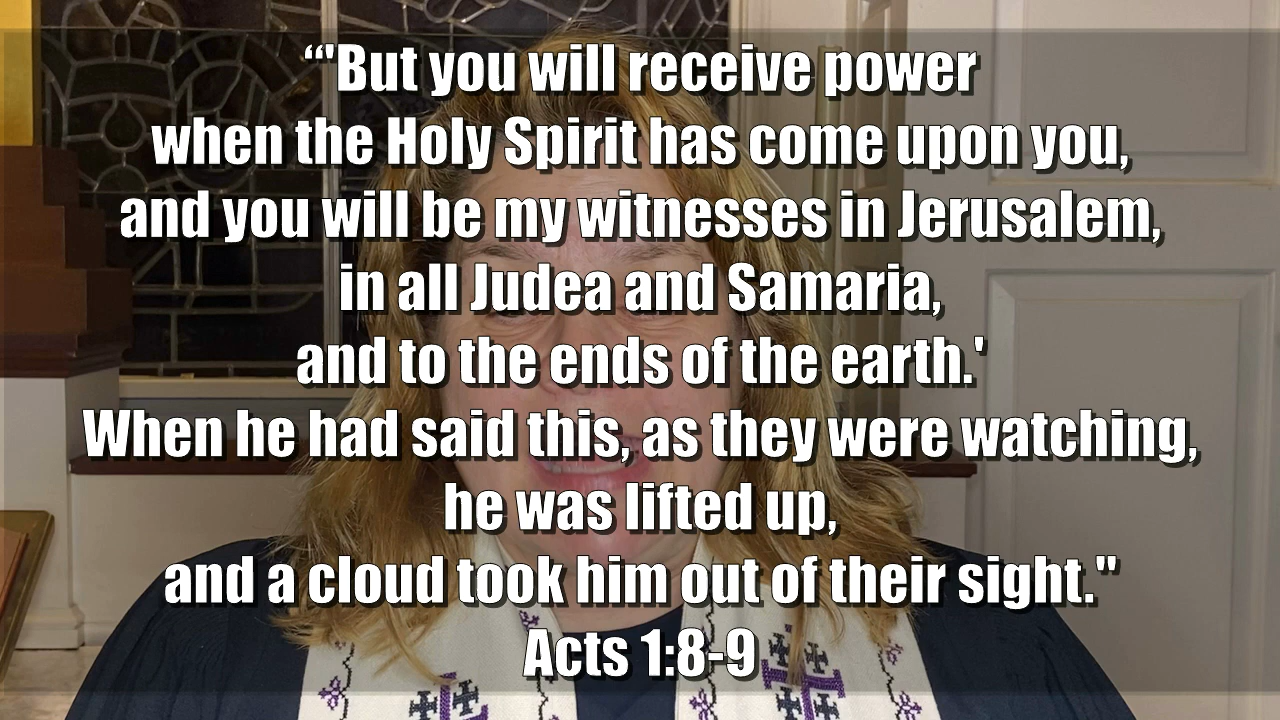 “'But you will receive power
when the Holy Spirit has come upon you,
and you will be my witnesses in Jerusalem,
in all Judea and Samaria,
and to the ends of the earth.'
When he had said this, as they were watching,
he was lifted up,
and a cloud took him out of their sight."
Acts 1:8-9